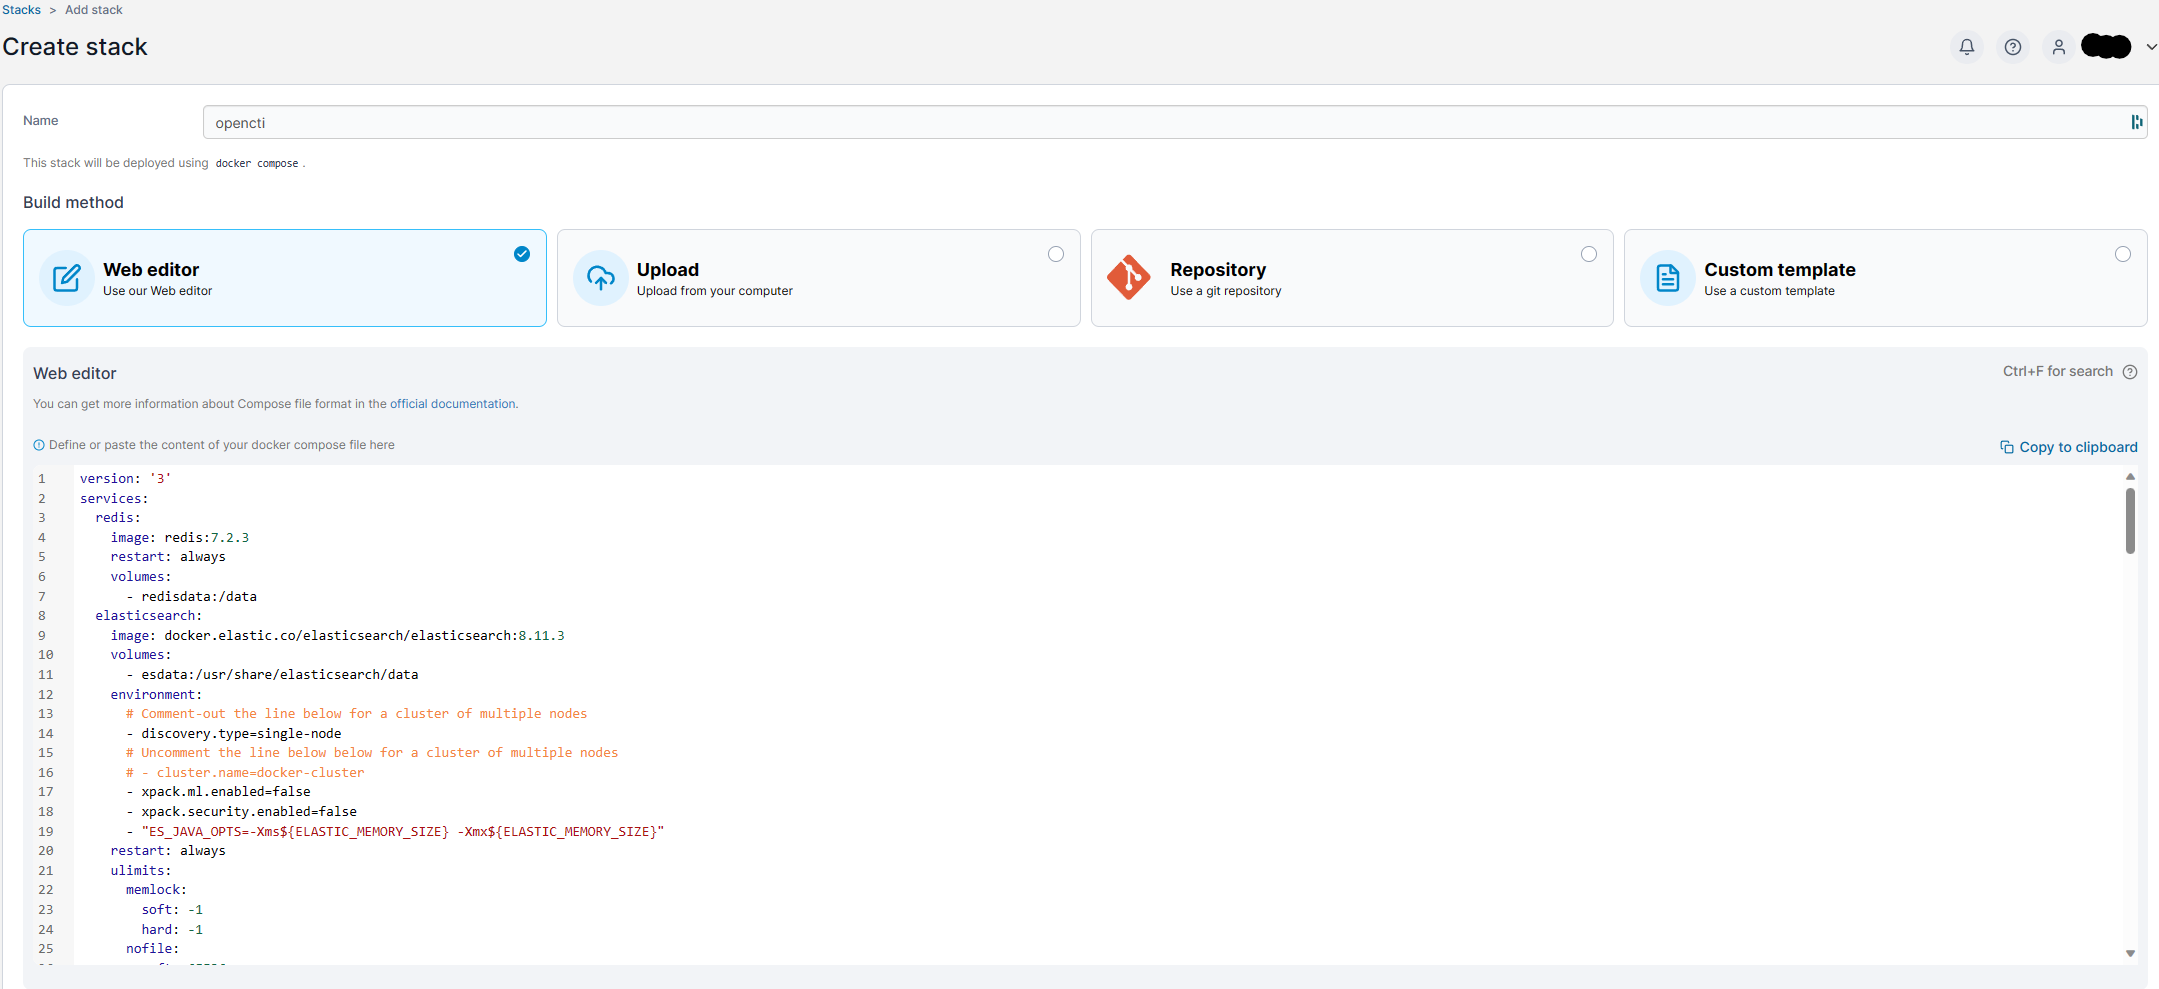 Stacks > Add stack
Create stack
Name
opencti
This stack will be deployed using docker compose .
Build method
Web editor
Use our Web editor
Upload
Upload from your computer
Repository
Use a git repository
Custom template
Use a custom template
Web editor
Ctrl+F for search
You can get more information about Compose file format in the official documentation.
Define or paste the content of your docker compose file here
Copy to clipboard
1 version: '3'
2 services:
3   redis:
4     image: redis:7.2.3
5     restart: always
6     volumes:
7       - redisdata:/data
8   elasticsearch:
9     image: docker.elastic.co/elasticsearch/elasticsearch:8.11.3
10     volumes:
11       - esdata:/usr/share/elasticsearch/data
12     environment:
13       # Comment-out the line below for a cluster of multiple nodes
14       - discovery.type=single-node
15       # Uncomment the line below below for a cluster of multiple nodes
16       # - cluster.name=docker-cluster
17       - xpack.ml.enabled=false
18       - xpack.security.enabled=false
19       - "ES_JAVA_OPTS=-Xms${ELASTIC_MEMORY_SIZE} -Xmx${ELASTIC_MEMORY_SIZE}"
20     restart: always
21     ulimits:
22       memlock:
23         soft: -1
24         hard: -1
25       nofile: